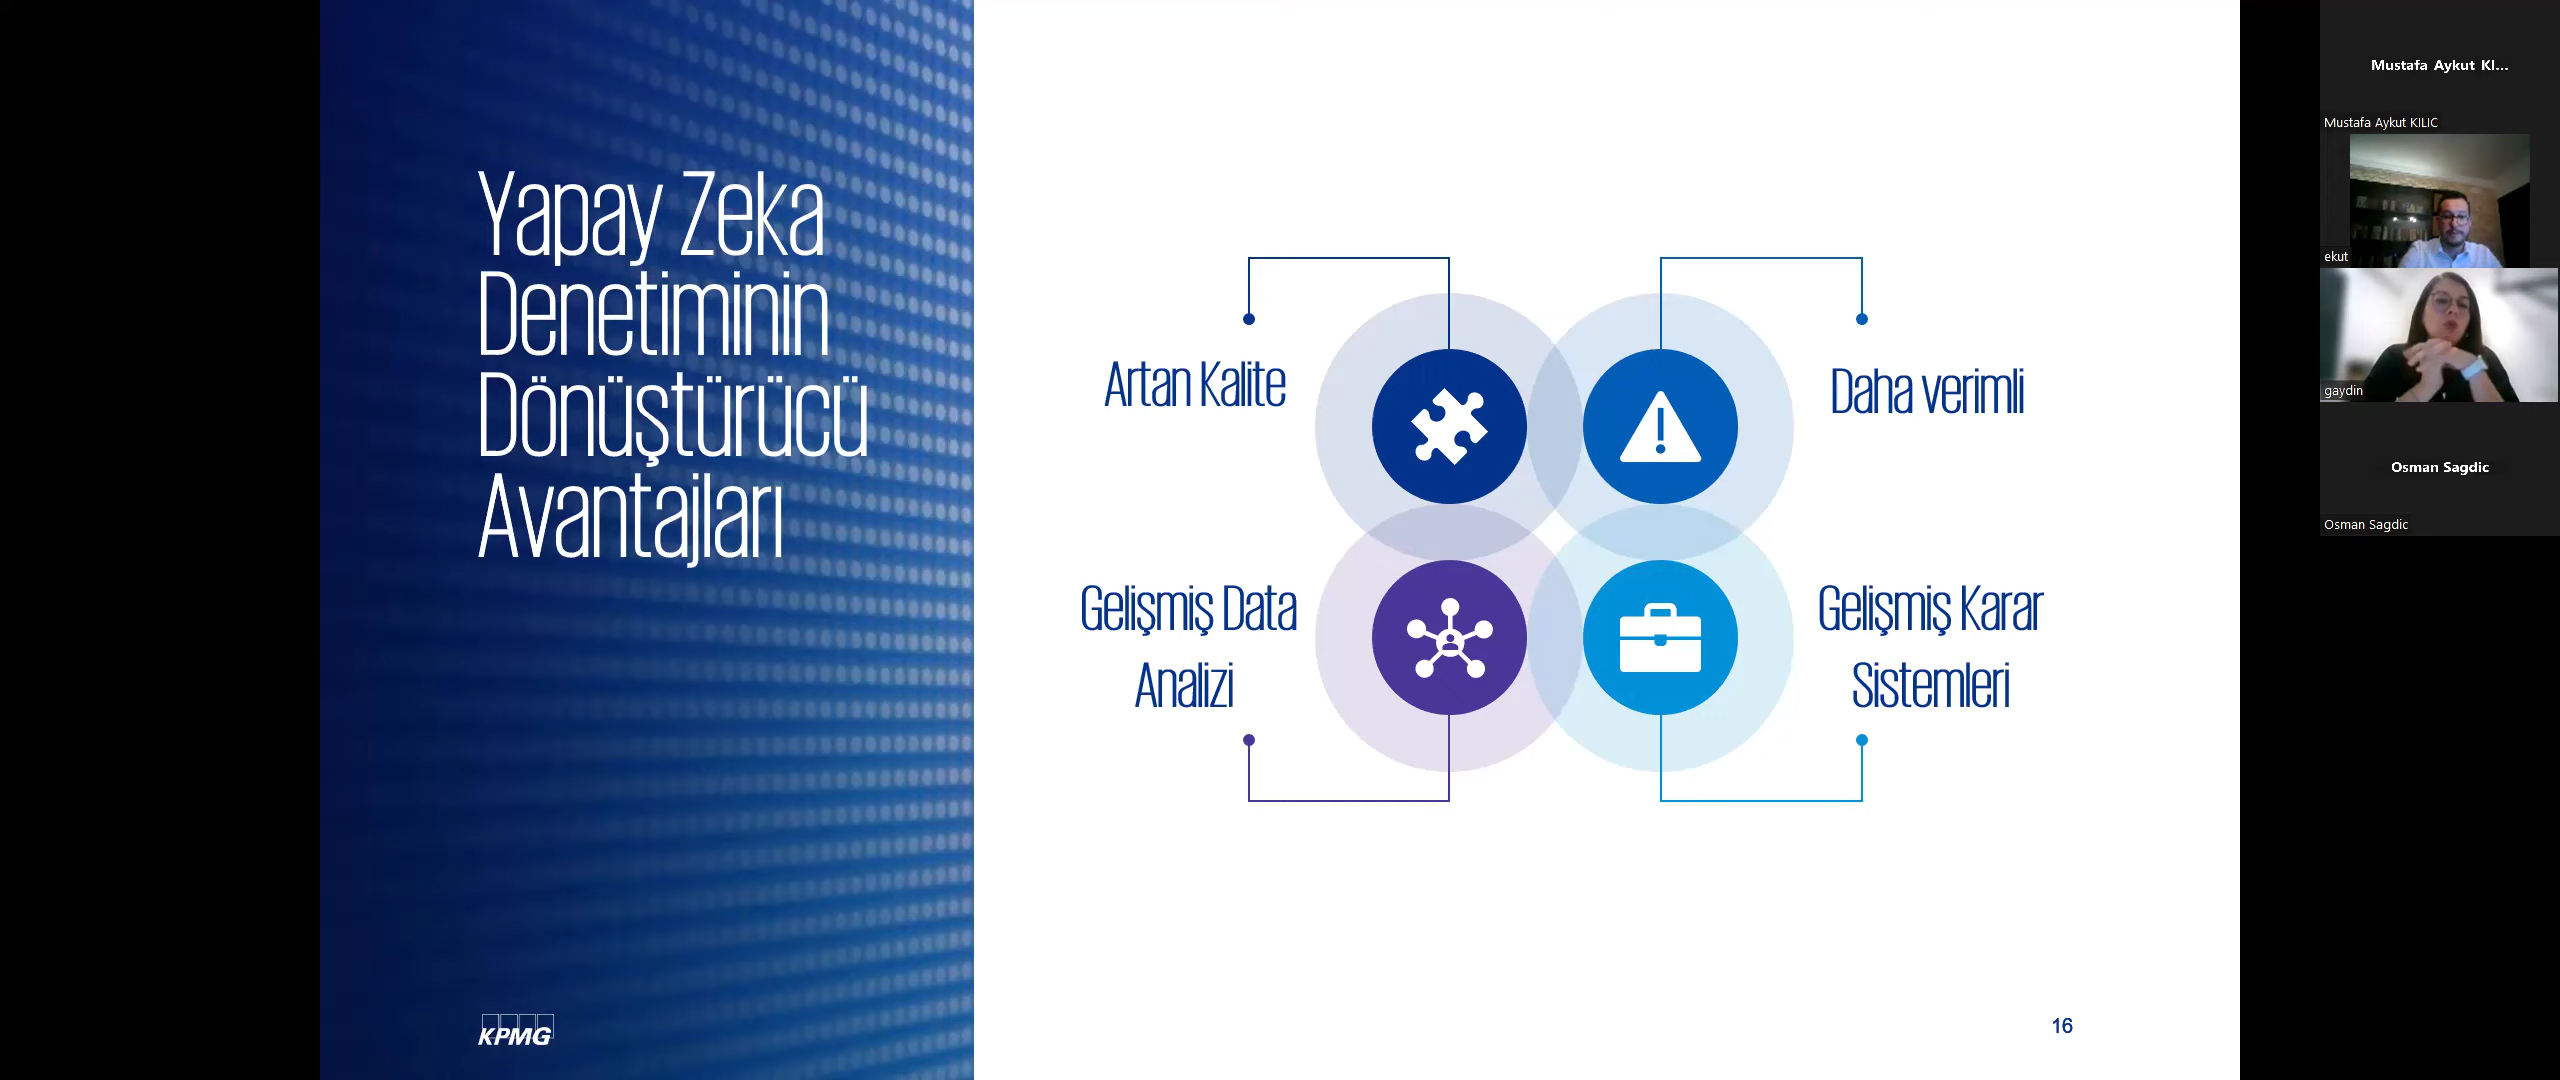 Yapay Zeka
Denetiminin
Dönüştürücü
Avantajları
KPMG
Artan Kalite
Daha verimli
Gelişmiş Data
Analizi
Gelişmiş Karar
Sistemleri
16
Mustafa Aykut KI...
Mustafa Aykut KILIC
ekut
gaydin
Osman Sagdic
Osman Sagdic